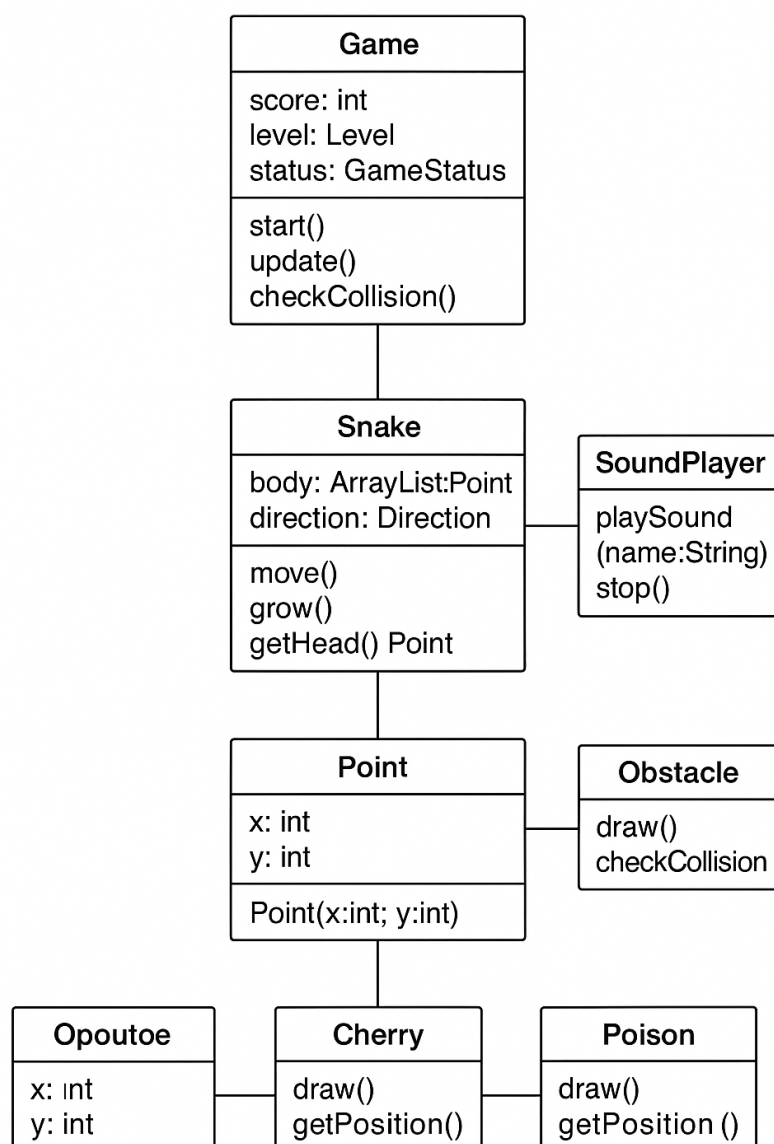 Game
score: int
level: Level
status: GameStatus
start()
update()
checkCollision()
Snake
body: ArrayList:Point
direction: Direction
move()
grow()
getHead() Point
SoundPlayer
playSound
(name:String)
stop()
Point
x: int
y: int
Point(x:int; y:int)
Obstacle
draw()
checkCollision
Opoutoe
x: int
y: int
Cherry
draw()
getPosition()
Poison
draw()
getPosition ()